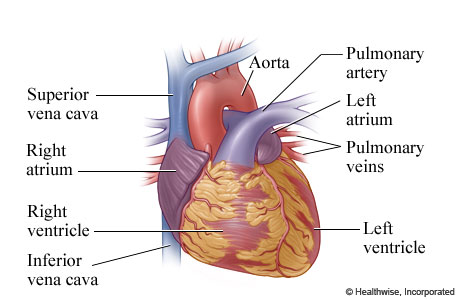 Aorta
Pulmonary
artery
Superior
vena cava
Left
atrium
Right
atrium
Pulmonary
veins
Right
ventricle
Left
ventricle
Inferior
vena cava
© Healthwise, Incorporated